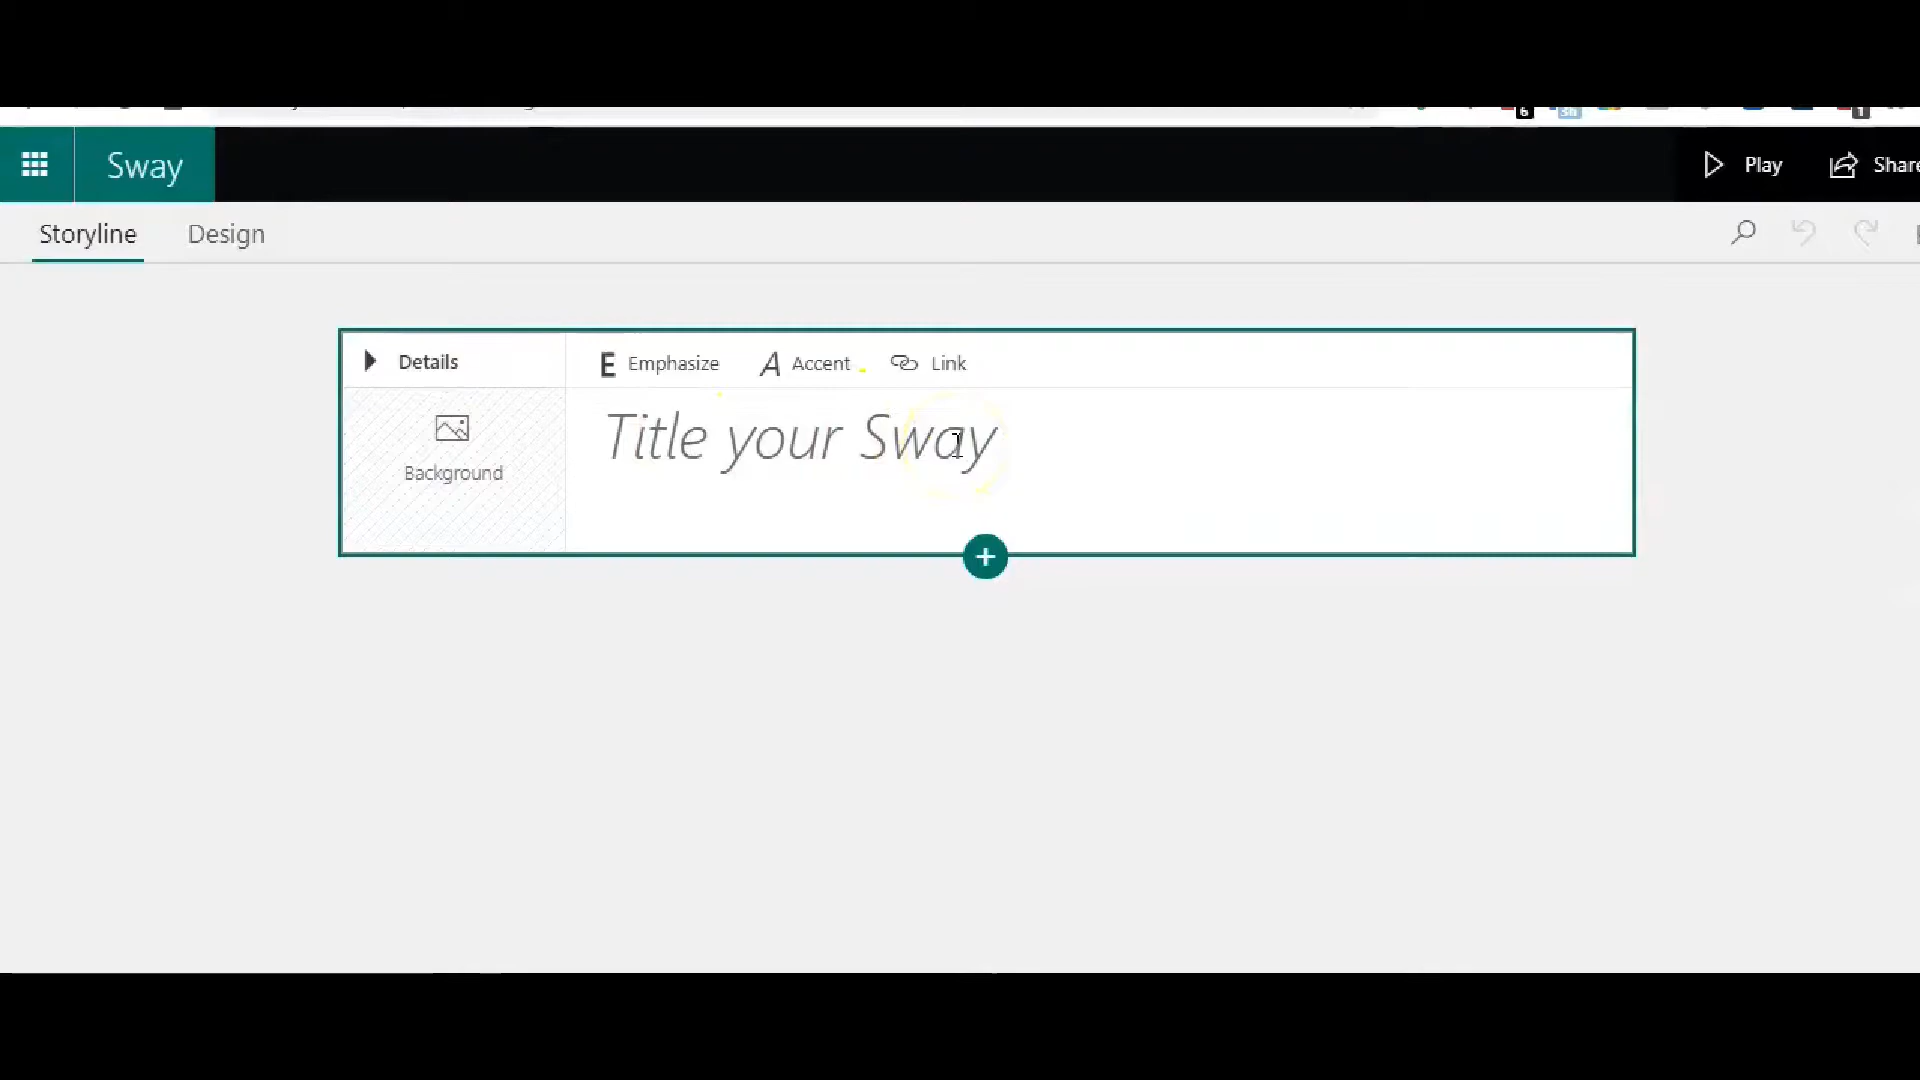 Sway
Play
Share
Storyline
Design
Details
E Emphasize
A Accent
Link
Background
Title your Sway